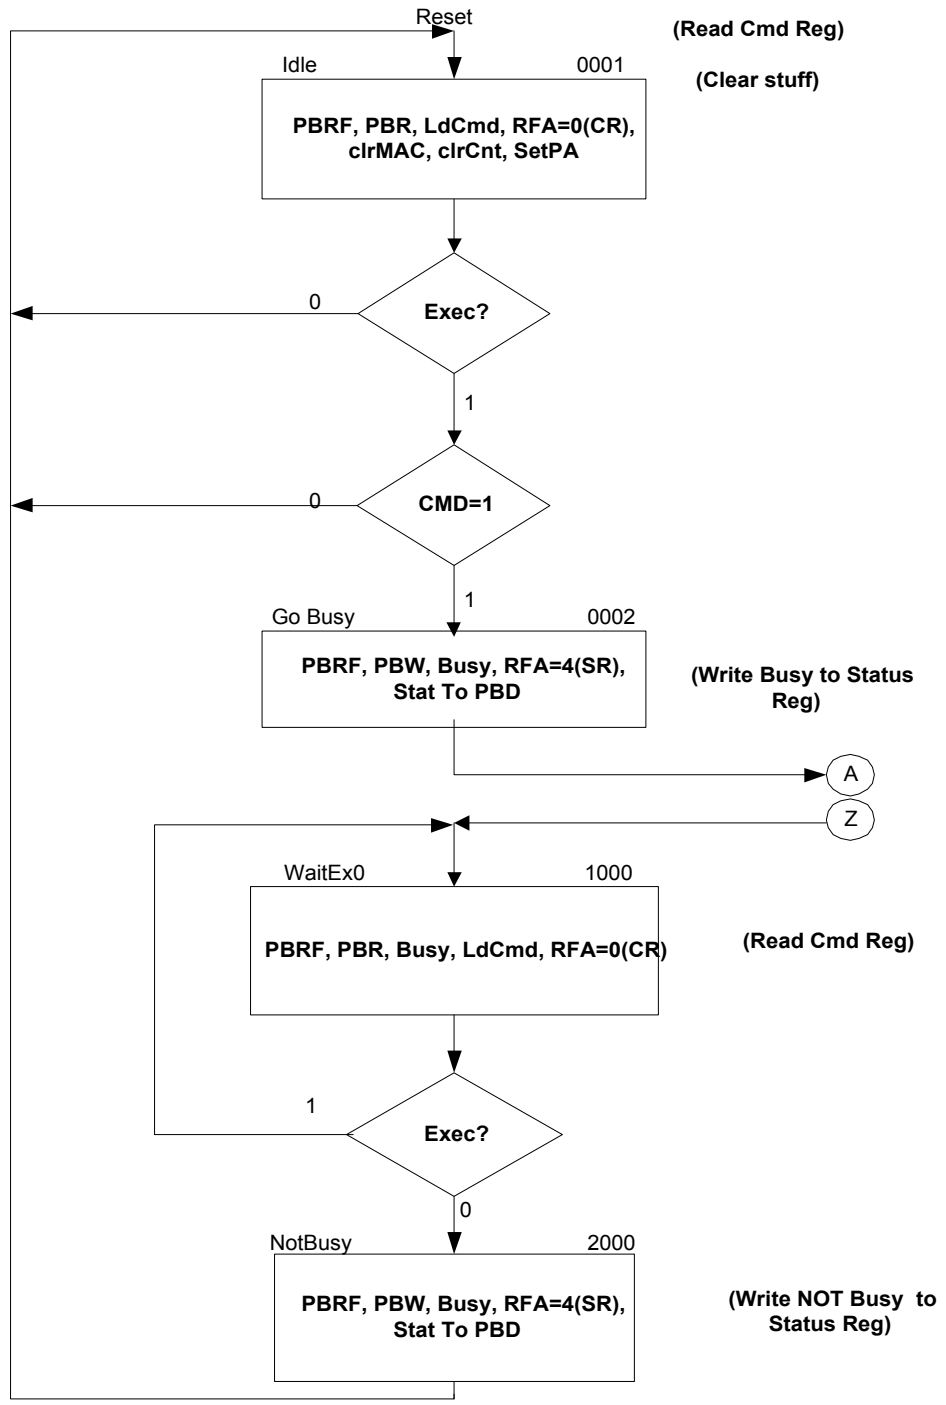 Reset
(Read Cmd Reg)
Idle
0001
(Clear stuff)
PBRF, PBR, LdCmd, RFA=0(CR),
clrMAC, clrCnt, SetPA
0
Exec?
1
0
CMD=1
1
Go Busy
0002
PBRF, PBW, Busy, RFA=4(SR),
Stat To PBD
(Write Busy to Status
Reg)
A
Z
WaitEx0
1000
PBRF, PBR, Busy, LdCmd, RFA=0(CR)
(Read Cmd Reg)
1
Exec?
0
NotBusy
2000
PBRF, PBW, Busy, RFA=4(SR),
Stat To PBD
(Write NOT Busy to
Status Reg)